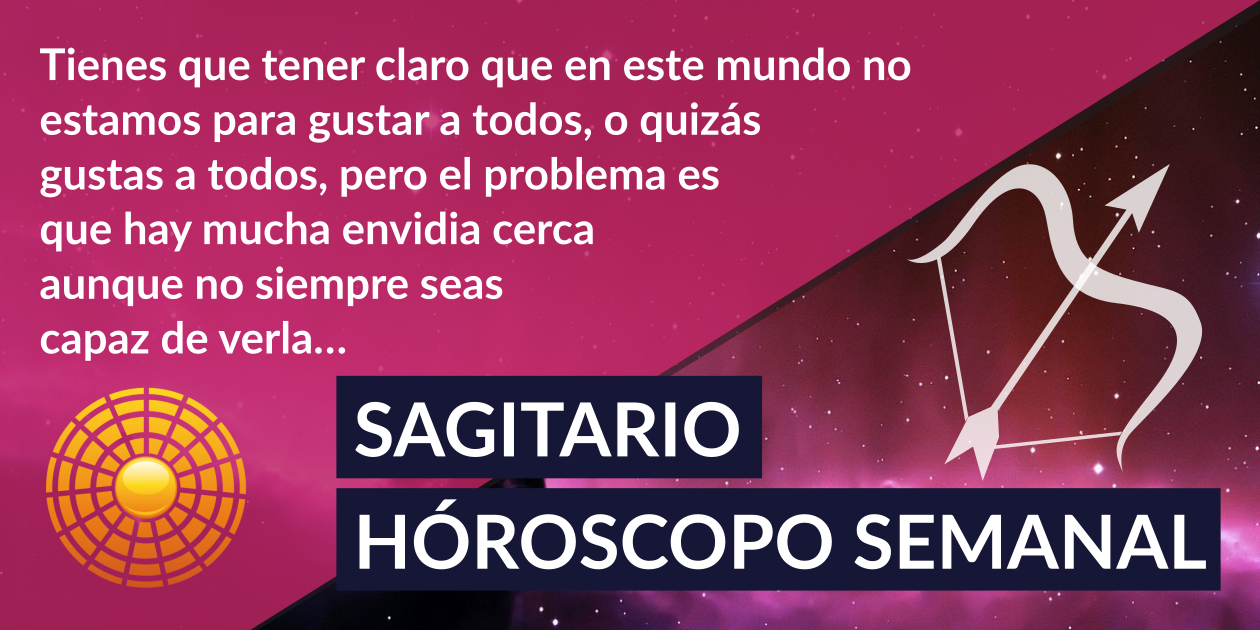 Tienes que tener claro que en este mundo no
estamos para gustar a todos, o quizás
gustas a todos, pero el problema es
que hay mucha envidia cerca
aunque no siempre seas
capaz de verla...
SAGITARIO
HÓROSCOPO SEMANAL